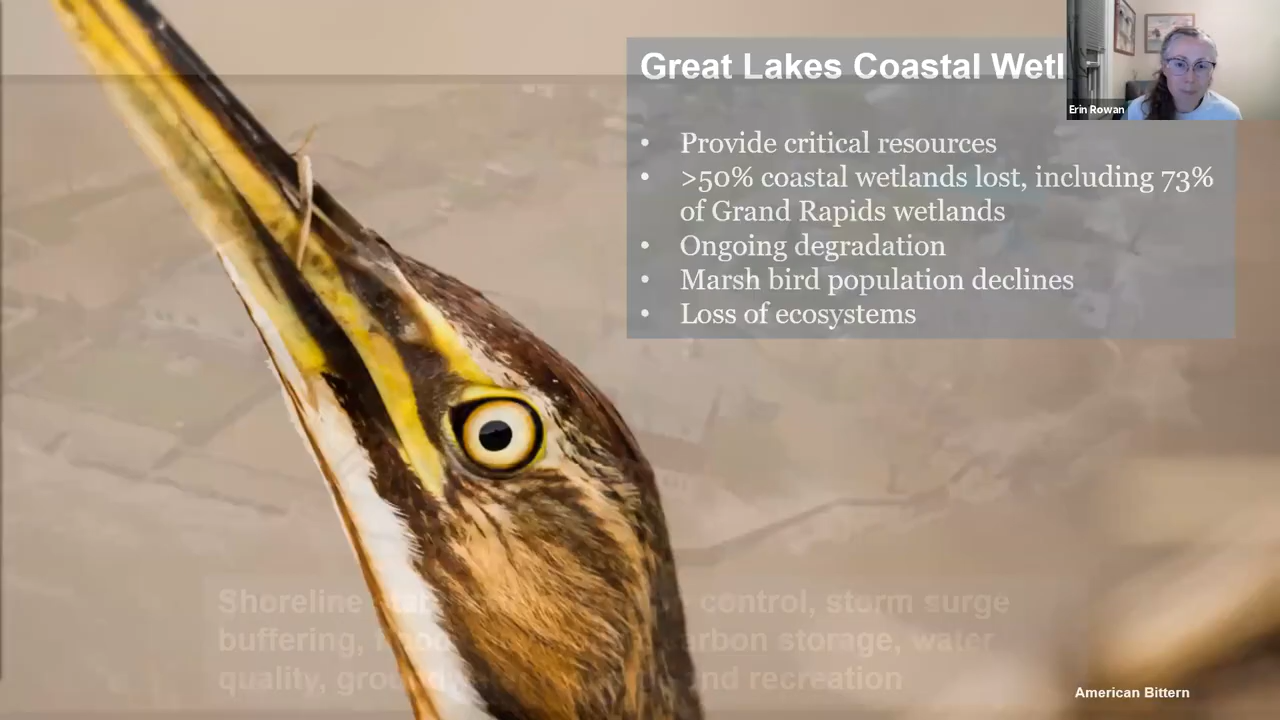 Great Lakes Coastal Wetl
Erin Rowan
• Provide critical resources
• >50% coastal wetlands lost, including 73%
of Grand Rapids wetlands
• Ongoing degradation
• Marsh bird population declines
• Loss of ecosystems
Shoreline control, storm surge
buffering, carbon storage, water
quality, and recreation
American Bittern